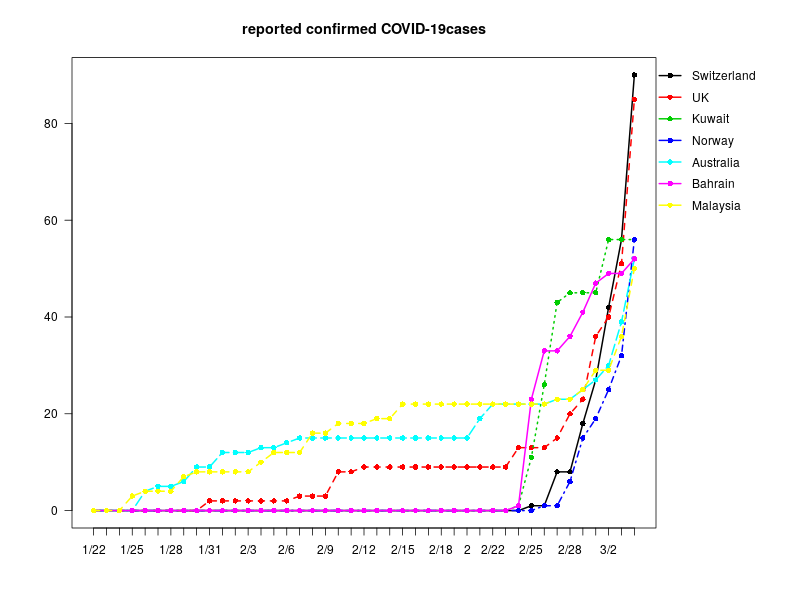 reported confirmed COVID-19cases
Switzerland
UK
Kuwait
Norway
Australia
Bahrain
Malaysia
80
60
40
20
0
1/22 1/25 1/28 1/31 2/3 2/6 2/9 2/12 2/15 2/18 2 2/22 2/25 2/28 3/2